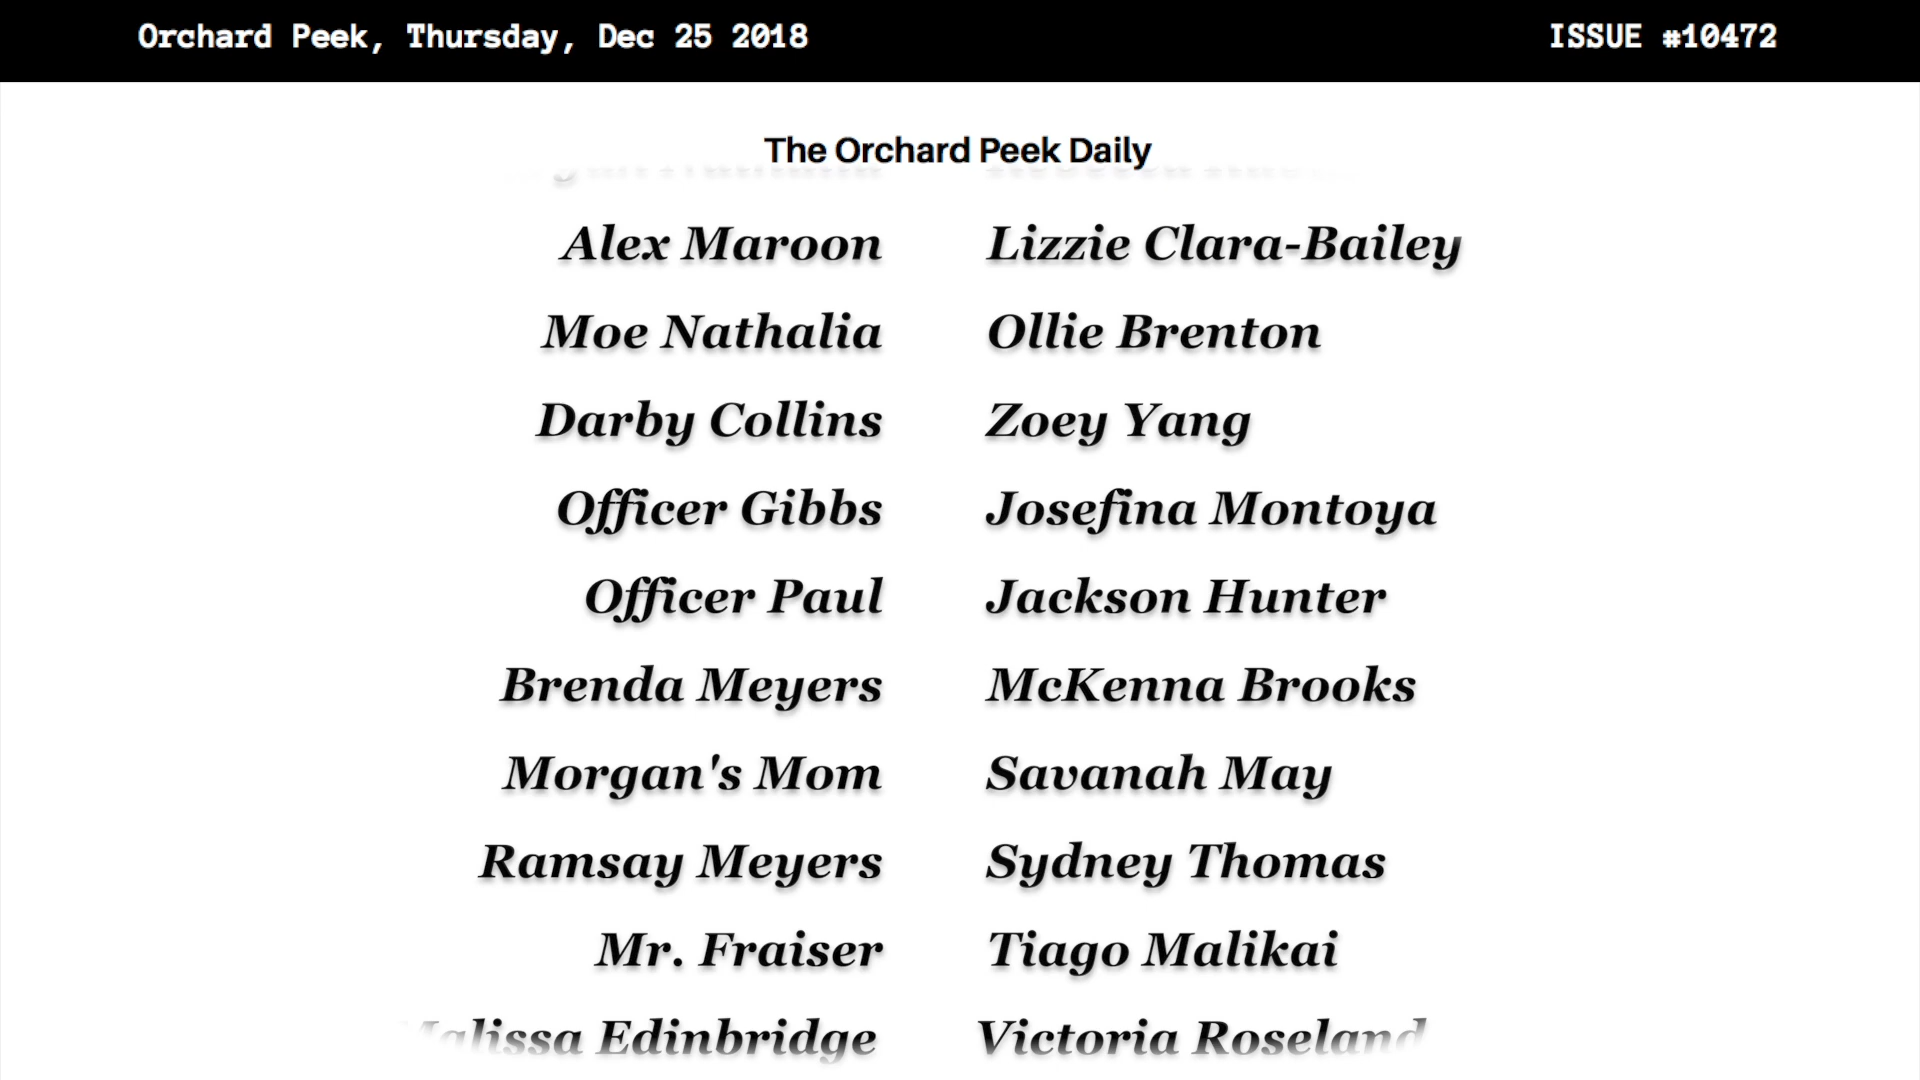 Orchard Peek, Thursday, Dec 25 2018 ISSUE #10472
The Orchard Peek Daily
Alex Maroon Lizzie Clara-Bailey
Moe Nathalia Ollie Brenton
Darby Collins Zoey Yang
Officer Gibbs Josefina Montoya
Officer Paul Jackson Hunter
Brenda Meyers McKenna Brooks
Morgan's Mom Savanah May
Ramsay Meyers Sydney Thomas
Mr. Fraiser Tiago Malikai
Malissa Edinbridge Victoria Roseland